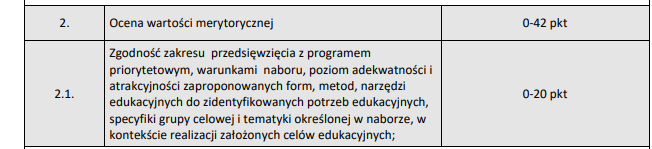 2. Ocena wartości merytorycznej 0-42 pkt
Zgodność zakresu przedsięwzięcia z programem
priorytetowym, warunkami naboru, poziom adekwatności i
atrakcyjności zaproponowanych form, metod, narzędzi
2.1. edukacyjnych do zidentyfikowanych potrzeb edukacyjnych, 0-20 pkt
specyfiki grupy celowej i tematyki określonej w naborze, w
kontekście realizacji założonych celów edukacyjnych;